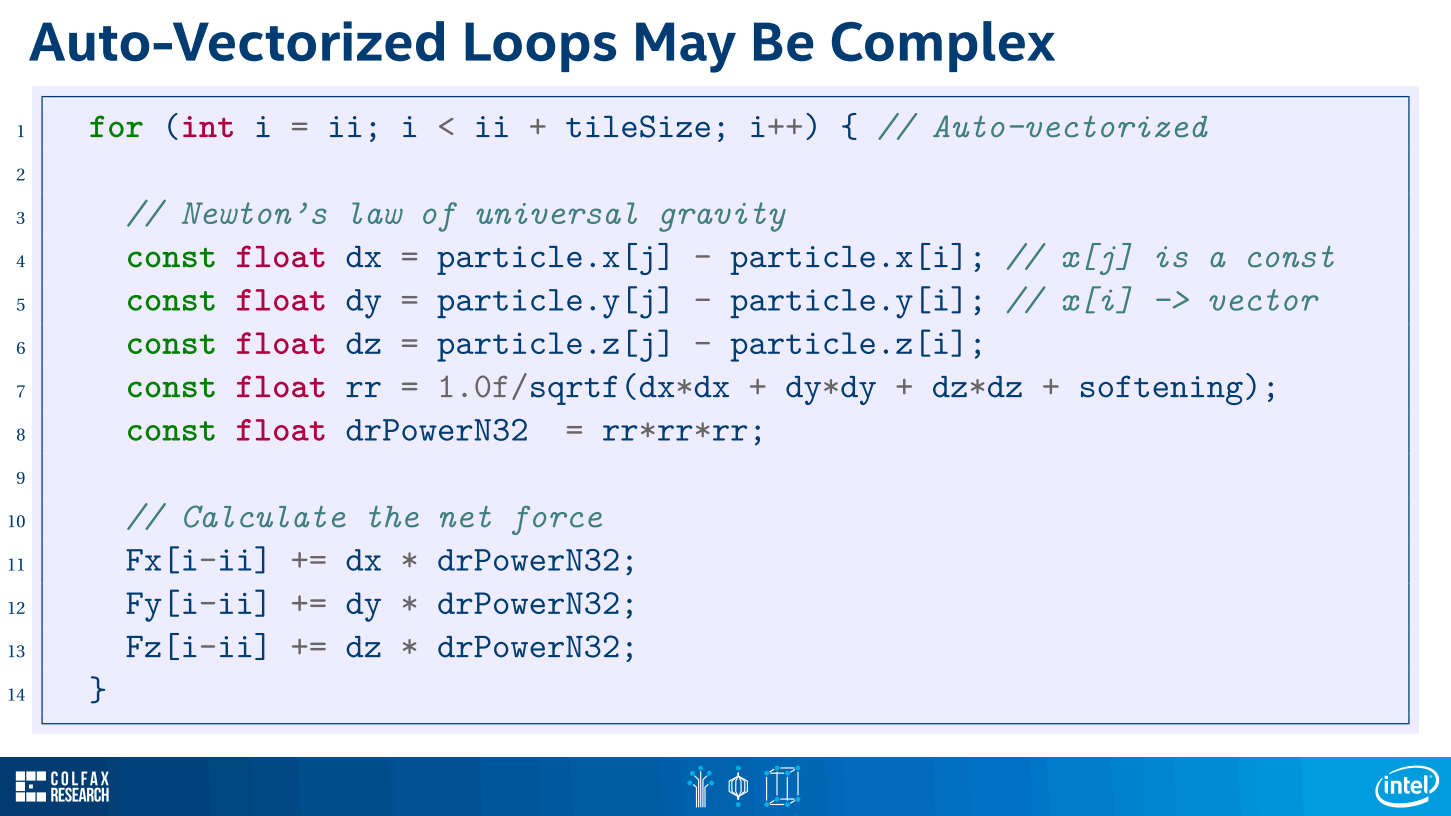 Auto-Vectorized Loops May Be Complex
1 for (int i = ii; i < ii + tileSize; i++) { // Auto-vectorized
2
3 // Newton's law of universal gravity
4 const float dx = particle.x[j] - particle.x[i]; // x[j] is a const
5 const float dy = particle.y[j] - particle.y[i]; // x[i] -> vector
6 const float dz = particle.z[j] - particle.z[i];
7 const float rr = 1.0f/sqrtf(dx*dx + dy*dy + dz*dz + softening);
8 const float drPowerN32  = rr*rr*rr;
9
10 // Calculate the net force
11 Fx[i-ii] += dx * drPowerN32;
12 Fy[i-ii] += dy * drPowerN32;
13 Fz[i-ii] += dz * drPowerN32;
14 }
COLFAX
RESEARCH
intel